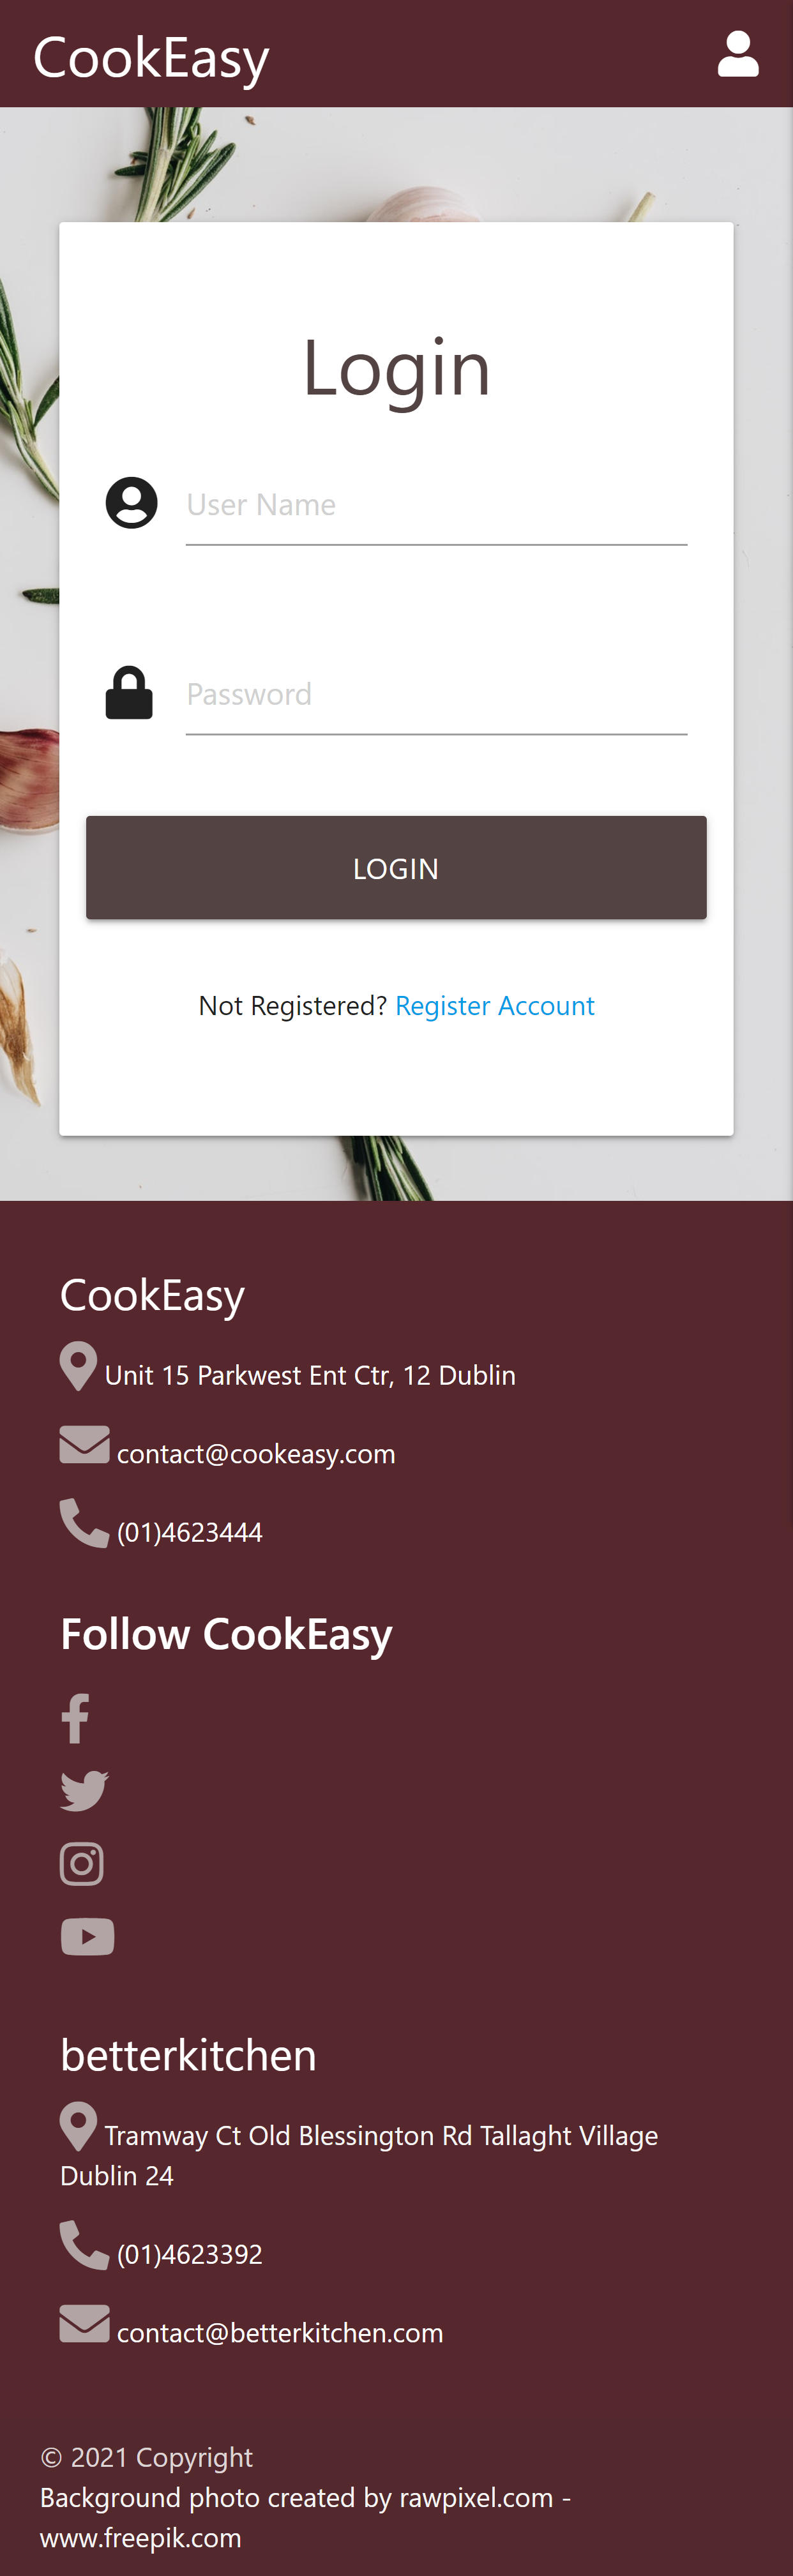 CookEasy
Login
User Name
Password
LOGIN
Not Registered? Register Account
CookEasy
Unit 15 Parkwest Ent Ctr, 12 Dublin
contact@cookeasy.com
(01)4623444
Follow CookEasy
betterkitchen
Tramway Ct Old Blessington Rd Tallaght Village
Dublin 24
(01)4623392
contact@betterkitchen.com
© 2021 Copyright
Background photo created by rawpixel.com -
www.freepik.com